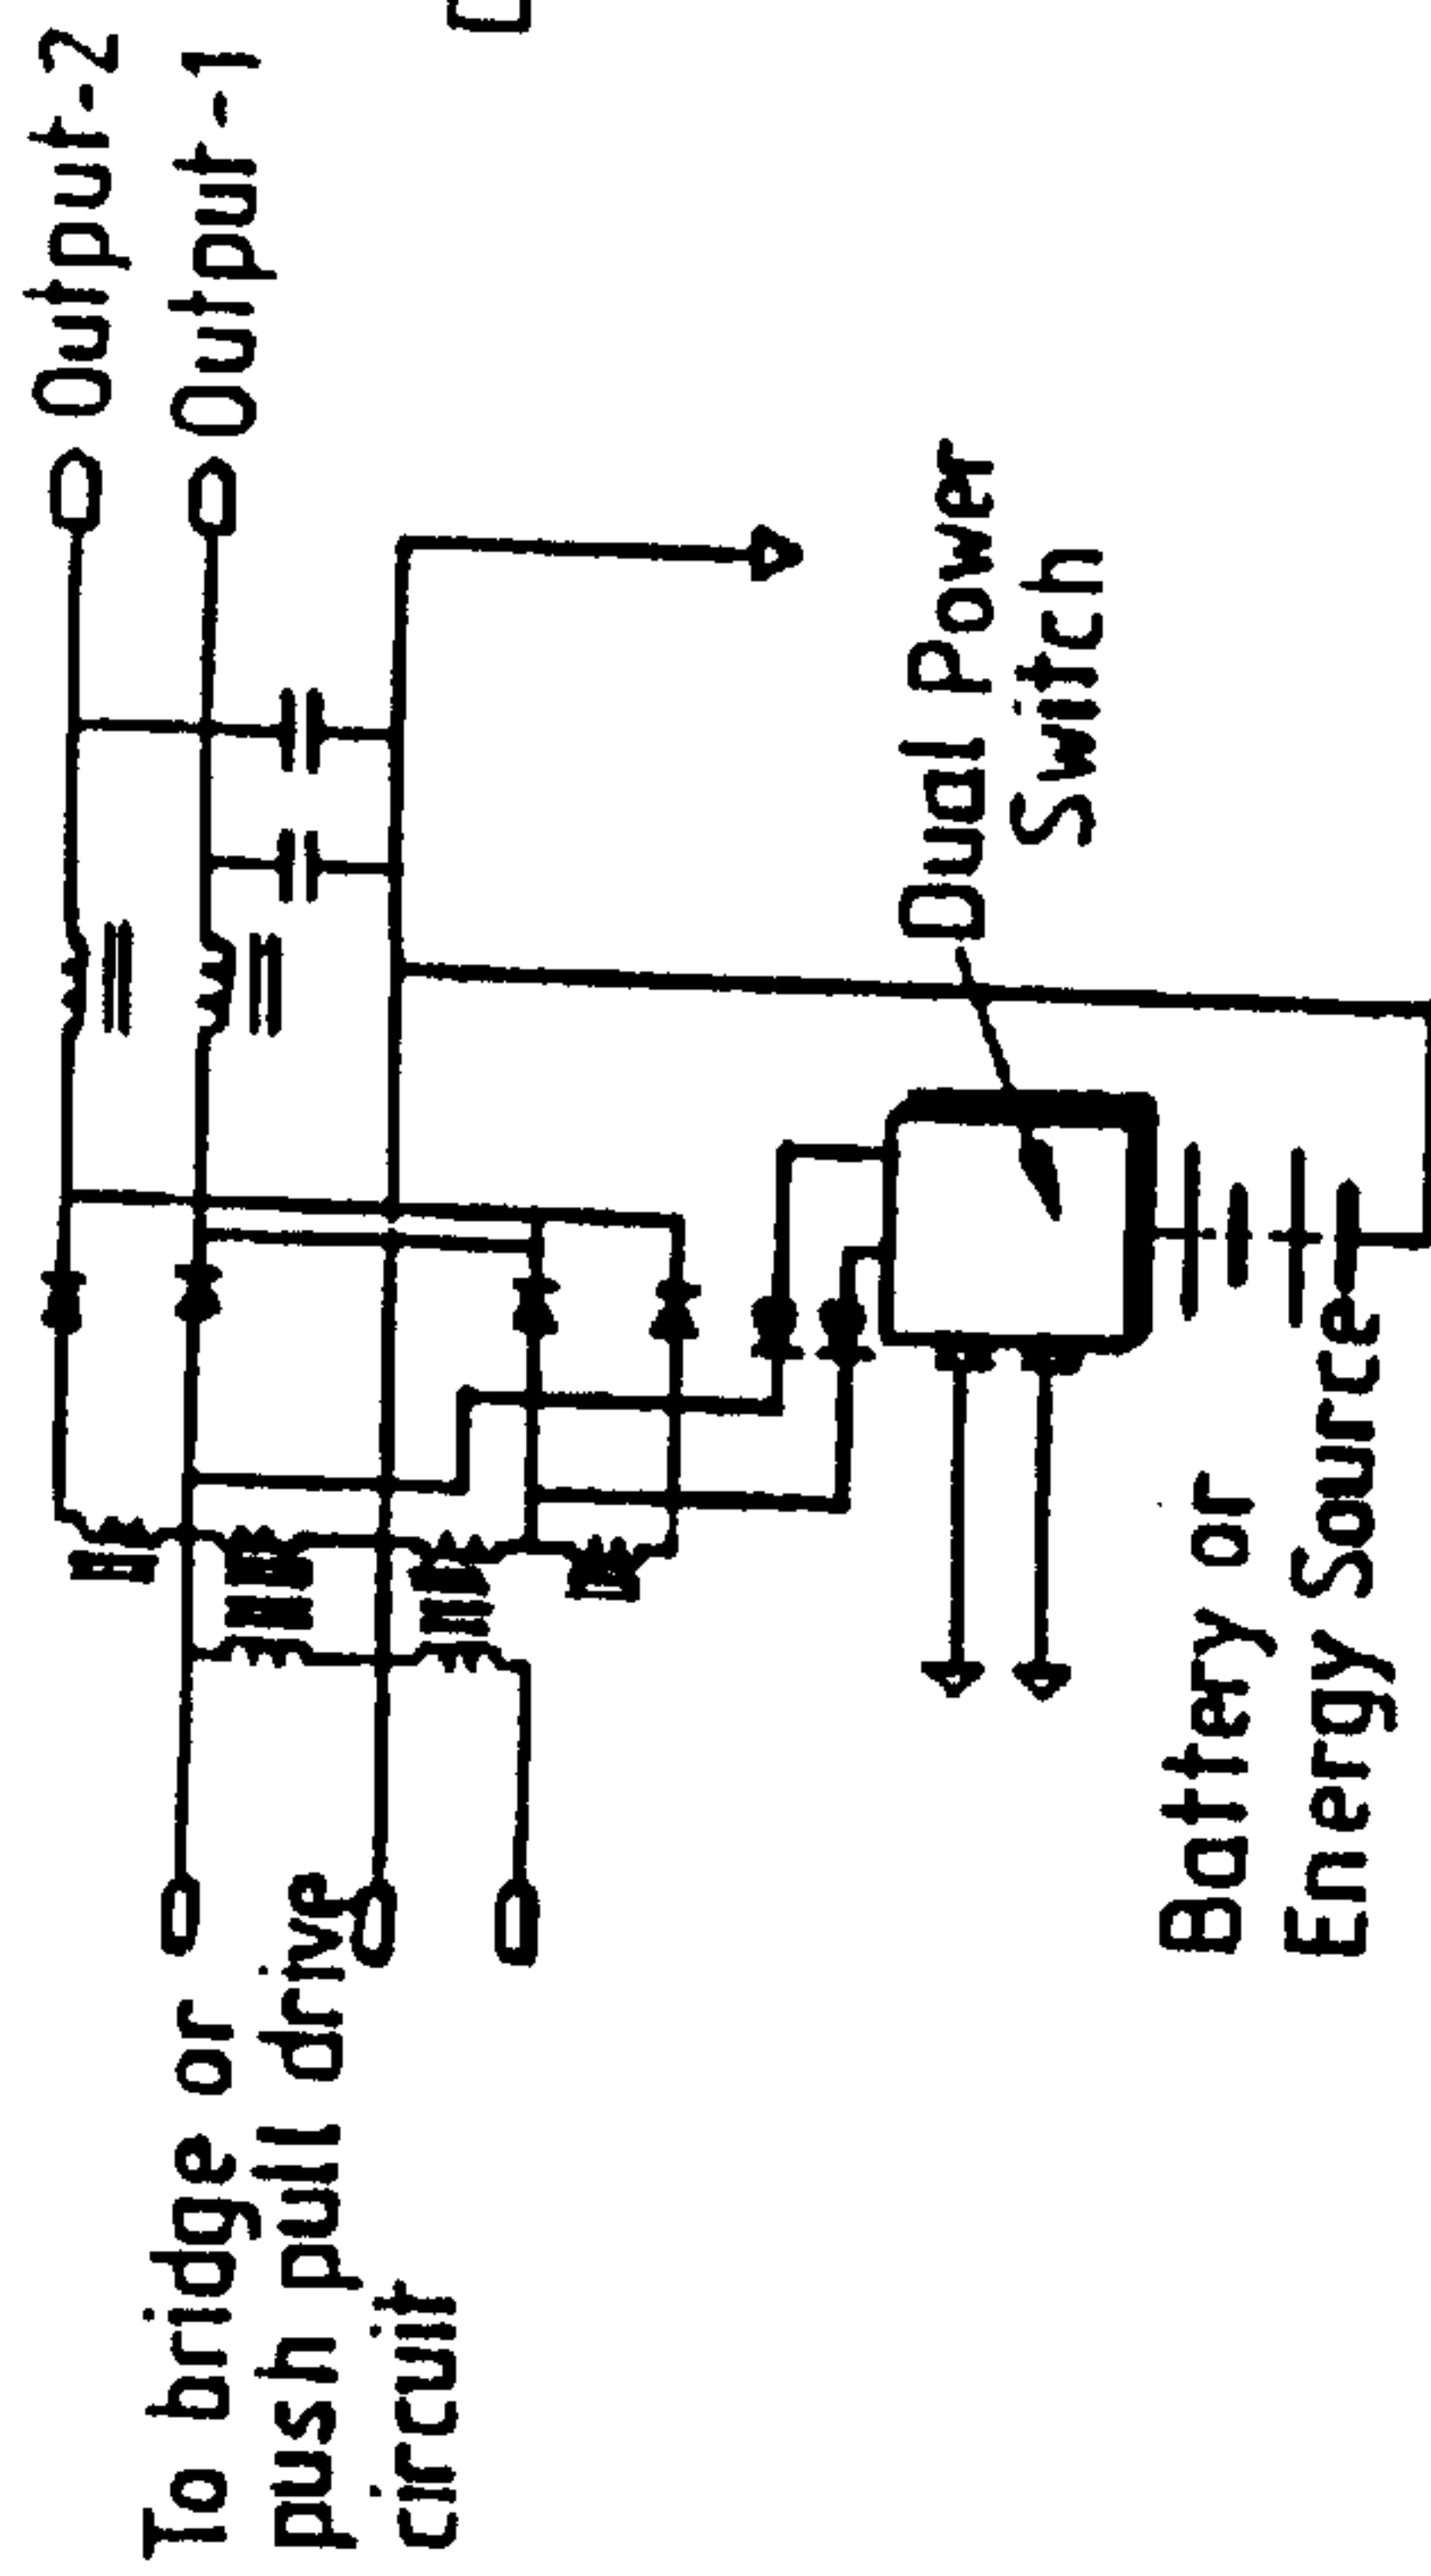 Output-2
Output-1
Dual Power
Switch
To bridge or
push pull drive
circuit
Battery or
Energy Source